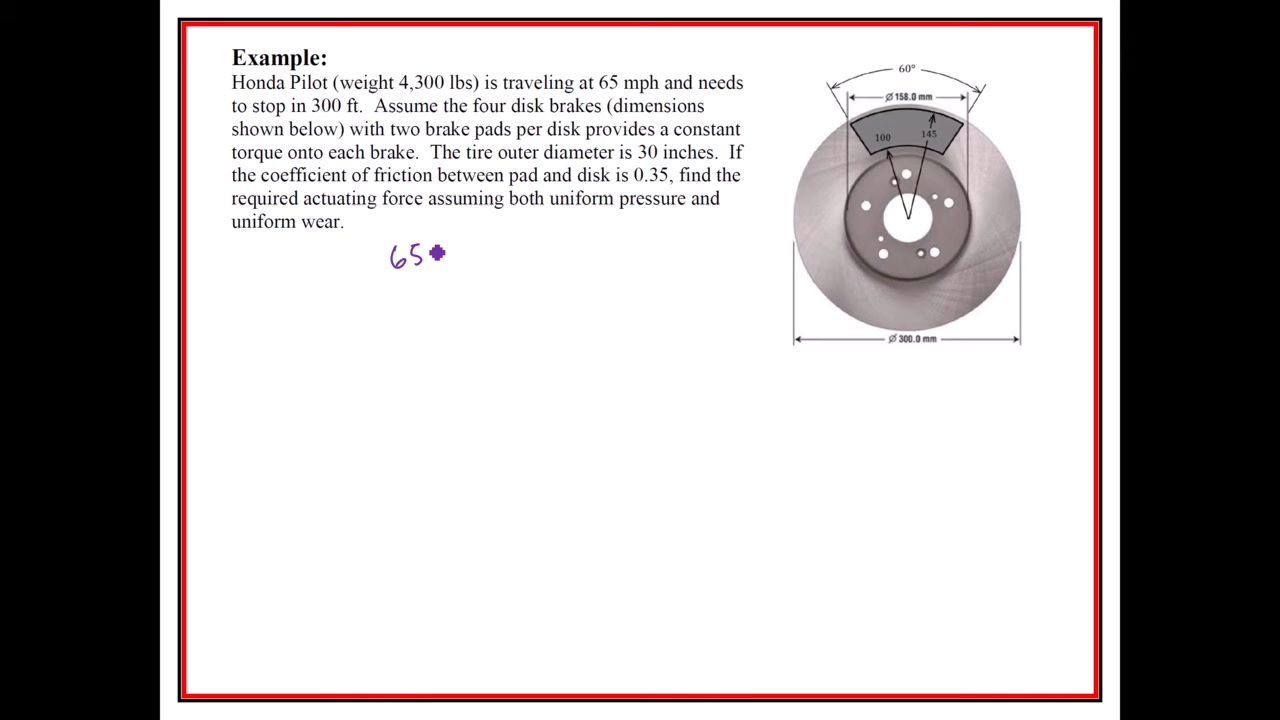 Example:
Honda Pilot (weight 4,300 lbs) is traveling at 65 mph and needs
to stop in 300 ft.  Assume the four disk brakes (dimensions
shown below) with two brake pads per disk provides a constant
torque onto each brake.  The tire outer diameter is 30 inches.  If
the coefficient of friction between pad and disk is 0.35, find the
required actuating force assuming both uniform pressure and
uniform wear.
65
60°
Ø 158.0 mm
100
145
Ø 300.0 mm